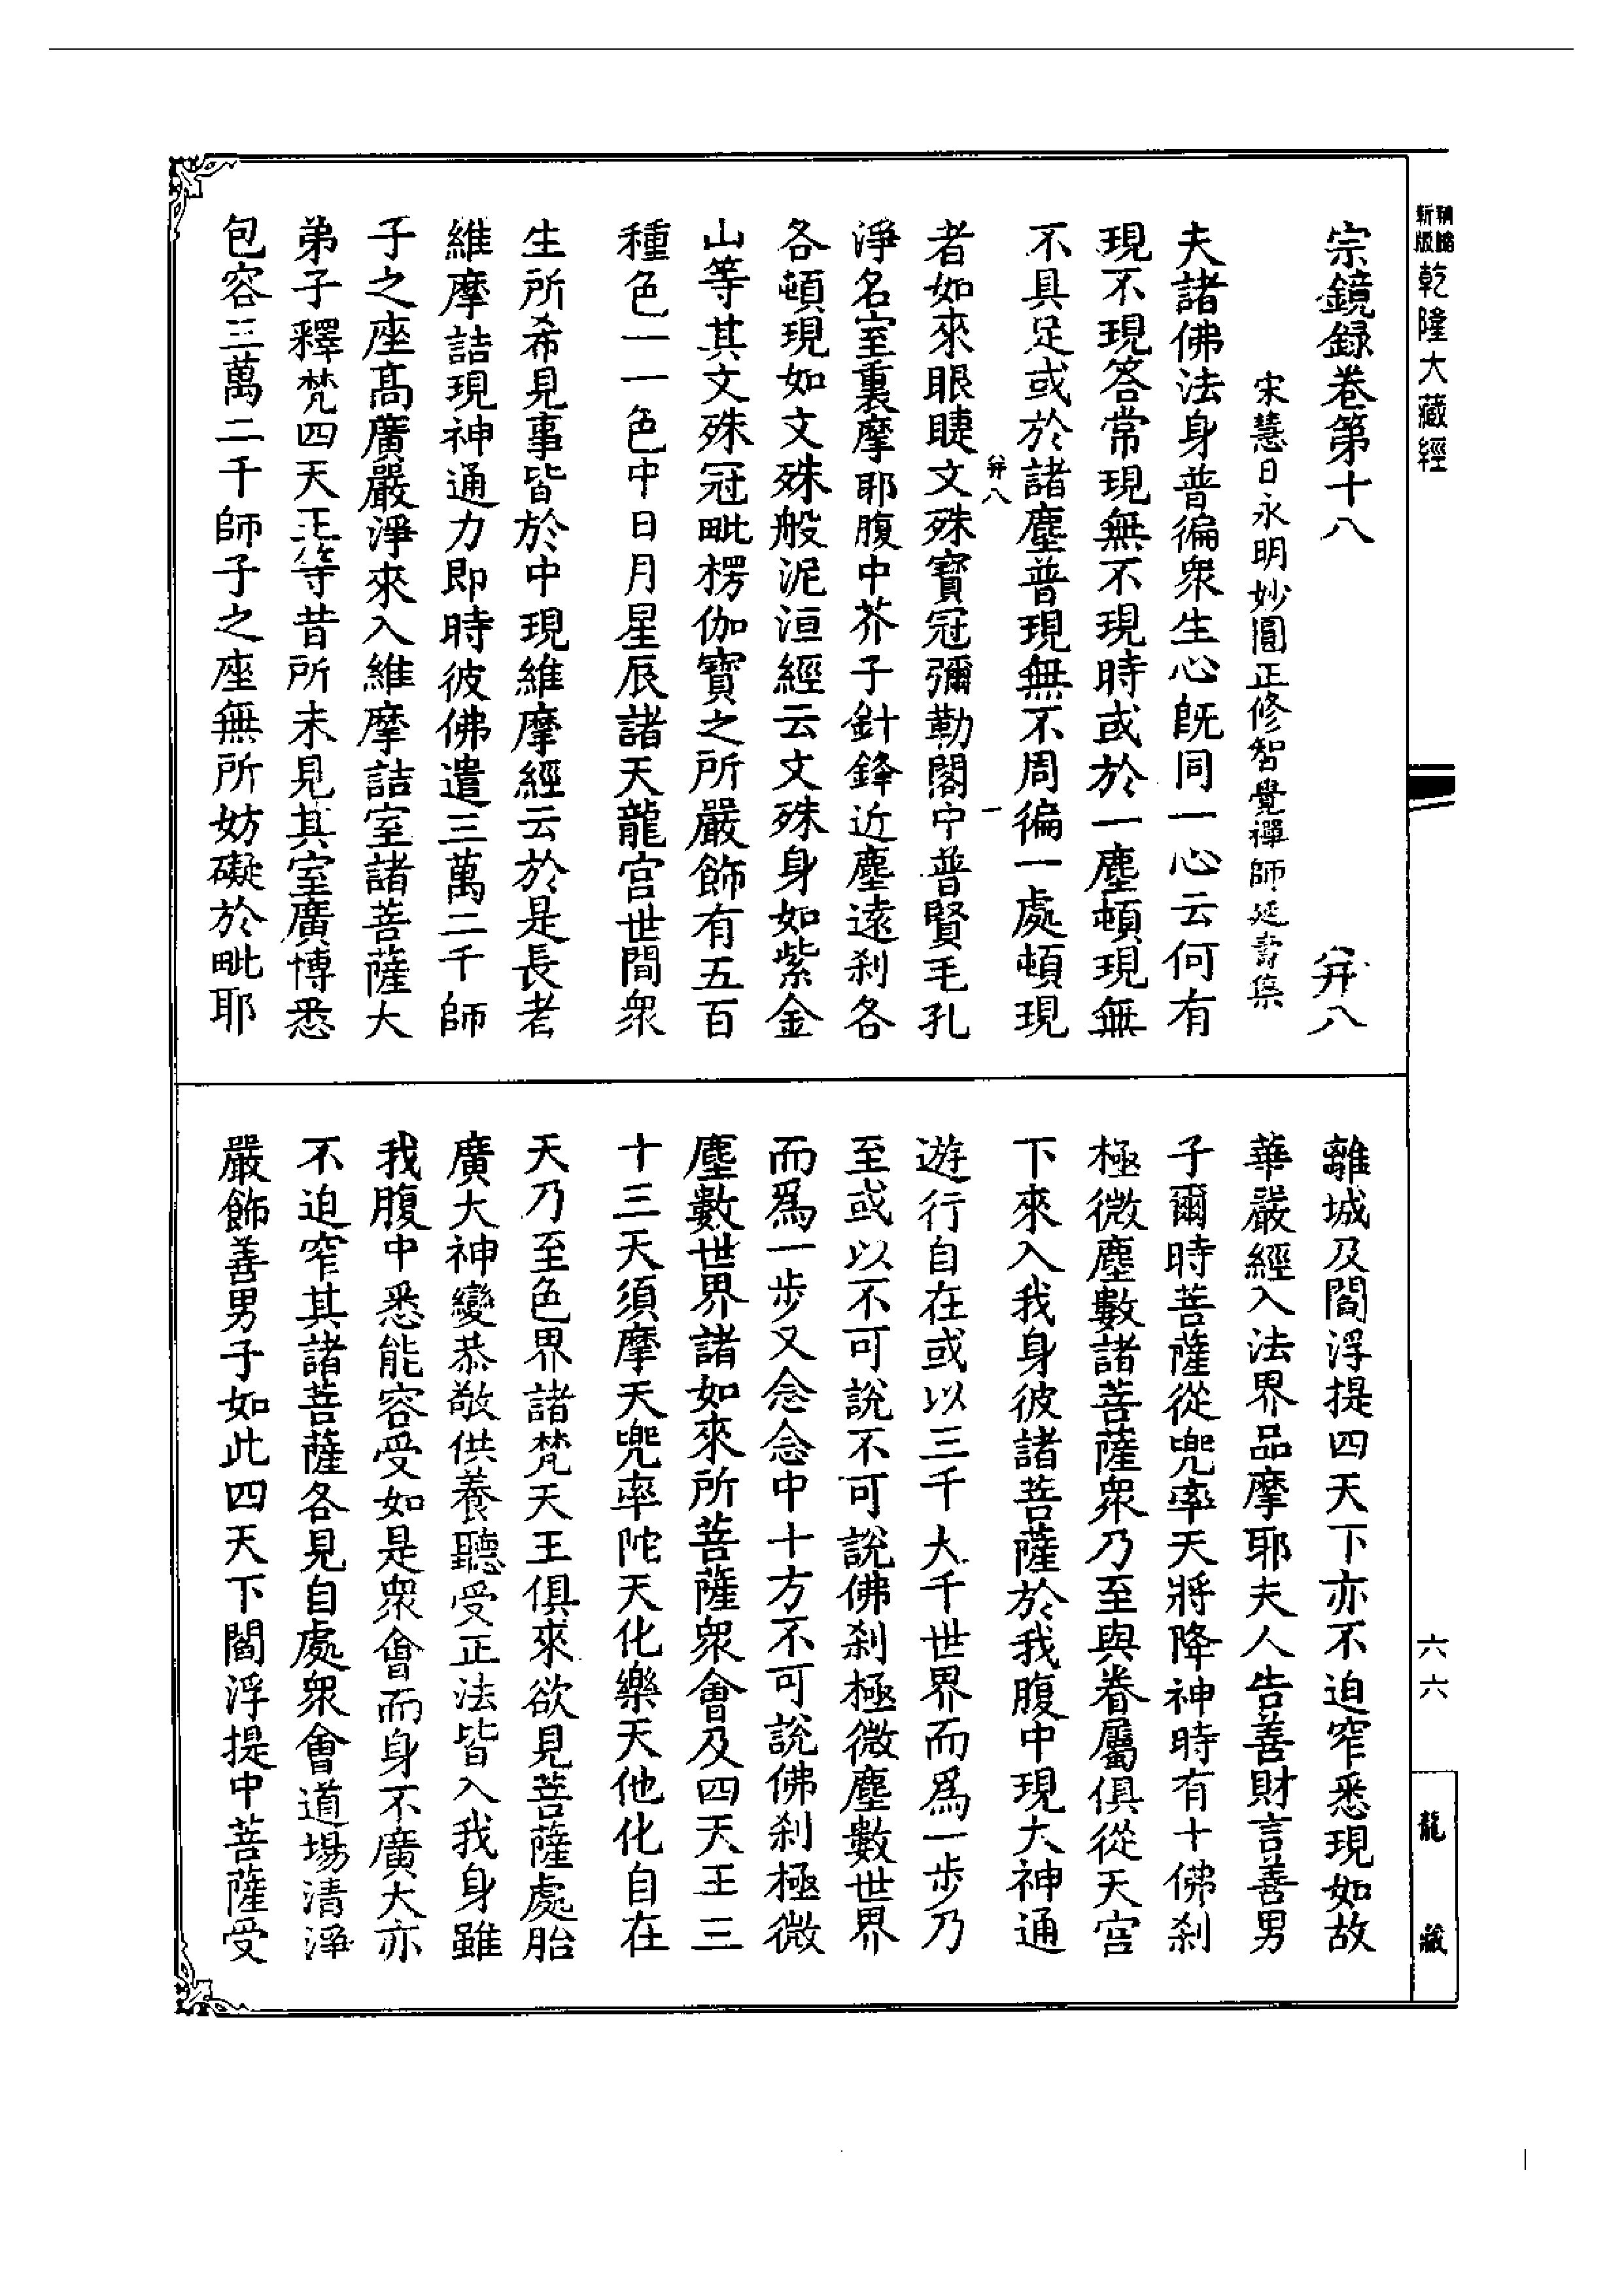 新版
乾隆大藏經
宗鏡録卷第十八
弁八
宋慧日永明妙圓正修智覺禪師延壽集
夫諸佛法身普徧衆生心既同一心云何有
現不現答常現無不現時或於一塵頓現無
不具足或於諸塵普現無不周徧一處頓現
弁八
一
者如來眼睫文殊寶冠彌勒閣中普賢毛孔
淨名室裏摩耶腹中芥子針鋒近塵遠刹各
各頓現如文殊般泥洹經云文殊身如紫金
山等其文殊冠毗楞伽寶之所嚴飾有五百
種色一一色中日月星辰諸天龍宮世間衆
生所希見事皆於中現維摩經云於是長者
維摩詰現神通力即時彼佛遣三萬二千師
子之座髙廣嚴淨來入維摩詰室諸菩薩大
弟子釋梵四天王等昔所未見其室廣博悉
包容三萬二千師子之座無所妨礙於毗耶
離城及閻浮提四天下亦不迫窄悉現如故
華嚴經入法界品摩耶夫人告善財言善男
子爾時菩薩從兜率天將降神時有十佛刹
極微塵數諸菩薩衆乃至與眷屬俱從天宮
下來入我身彼諸菩薩於我腹中現大神通
遊行自在或以三千大千世界而爲一步乃
至或以不可說不可說佛刹極微塵數世界
而爲一步又念念中十方不可說佛刹極微
塵數世界諸如來所菩薩衆會及四天王三
十三天須摩天兜率陀天化樂天他化自在
天乃至色界諸梵天王俱來欲見菩薩處胎
廣大神變恭敬供養聽受正法皆入我身雖
我腹中悉能容受如是衆會而身不廣大亦
不迫窄其諸菩薩各見自處衆會道場清淨
嚴飾善男子如此四天下閻浮提中菩薩受
六六
龍藏